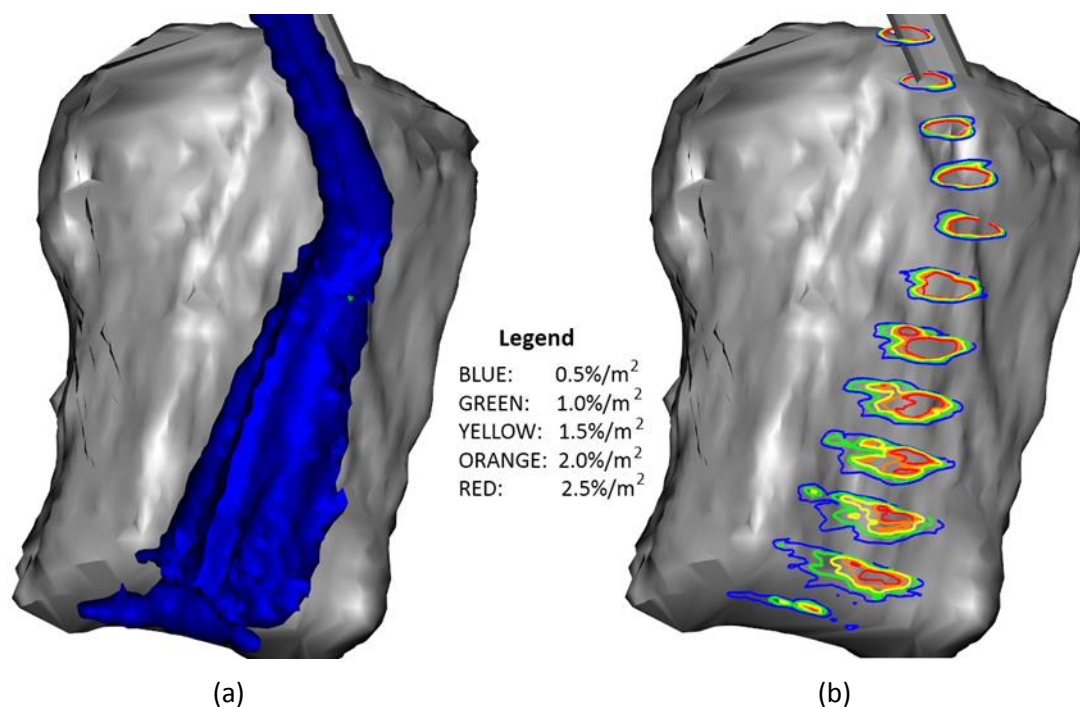 Legend
BLUE: 0.5%/m²
GREEN: 1.0%/m²
YELLOW: 1.5%/m²
ORANGE: 2.0%/m²
RED: 2.5%/m²
(a) (b)